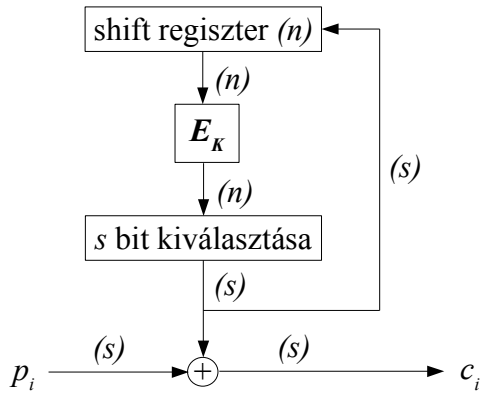 shift regiszter (n)
(n)
E_K
(s)
(n)
s bit kiválasztása
(s)
(s)
(s)
p_i
+
c_i